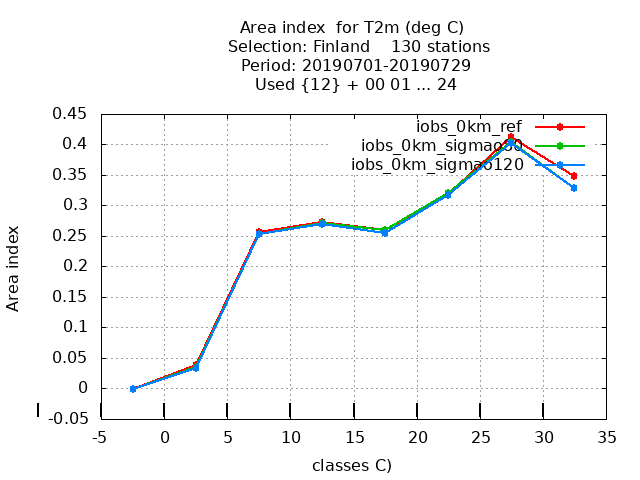 Area index for T2m (deg C)
Selection: Finland 130 stations
Period: 20190701-20190729
Used {12} + 00 01 ... 24
0.45
0.4
0.35
0.3
0.25
0.2
0.15
0.1
0.05
0
-0.05
Area index
iobs_0km_ref
iobs_0km_sigmao80
iobs_0km_sigmao120
-5 0 5 10 15 20 25 30 35
classes C)